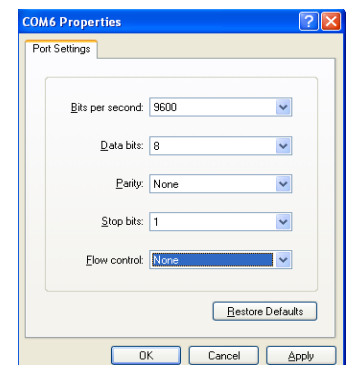 COM6 Properties
Port Settings
Bits per second: 9600
Data bits: 8
Parity: None
Stop bits: 1
Flow control: None
Restore Defaults
OK Cancel Apply